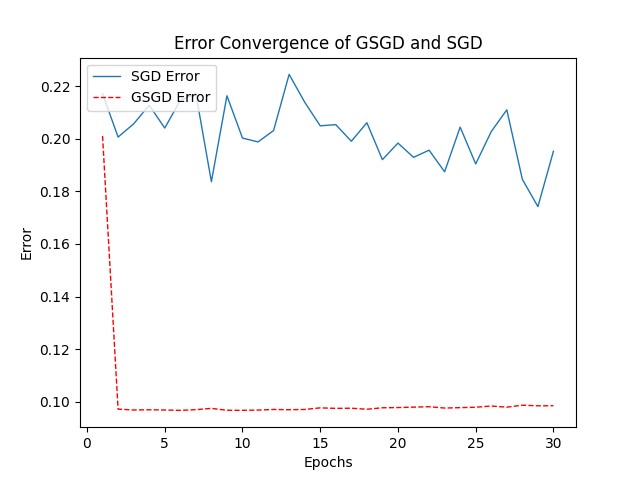 Error Convergence of GSGD and SGD
SGD Error
GSGD Error
Error
0.22
0.20
0.18
0.16
0.14
0.12
0.10
0 5 10 15 20 25 30
Epochs